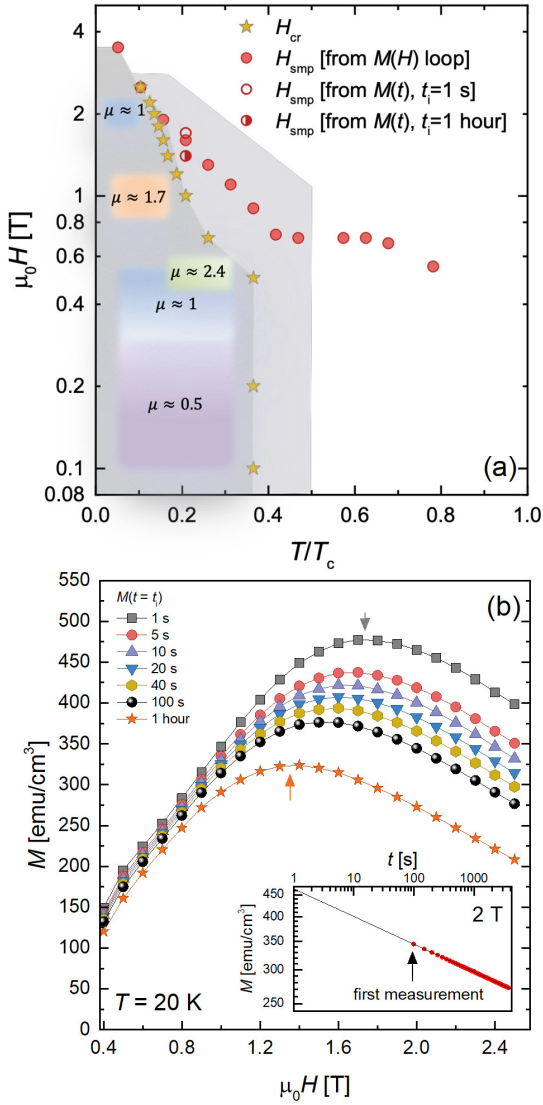 4
2
1
0.8
0.6
0.4
0.2
0.1
0.08
μ₀H [T]
H_cr
H_smp [from M(H) loop]
H_smp [from M(t), t_i=1 s]
H_smp [from M(t), t_i=1 hour]
μ ≈ 1
μ ≈ 1.7
μ ≈ 2.4
μ ≈ 1
μ ≈ 0.5
(a)
0.0 0.2 0.4 0.6 0.8 1.0
T/T_c
550
500
450
400
350
300
250
200
150
100
50
0
M [emu/cm³]
M(t = t_i)
1 s
5 s
10 s
20 s
40 s
100 s
1 hour
(b)
t [s]
1 10 100 1000
450
400
350
300
250
M [emu/cm³]
2 T
first measurement
T = 20 K
0.4 0.8 1.2 1.6 2.0 2.4
μ₀H [T]